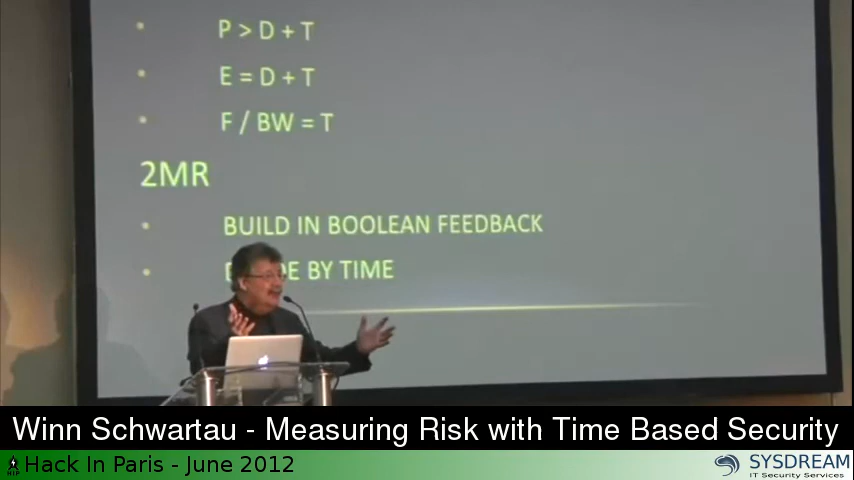 P > D + T
E = D + T
F / BW = T
2MR
BUILD IN BOOLEAN FEEDBACK
BY TIME
Winn Schwartau - Measuring Risk with Time Based Security
Hack In Paris - June 2012
SYSDREAM
IT Security Services